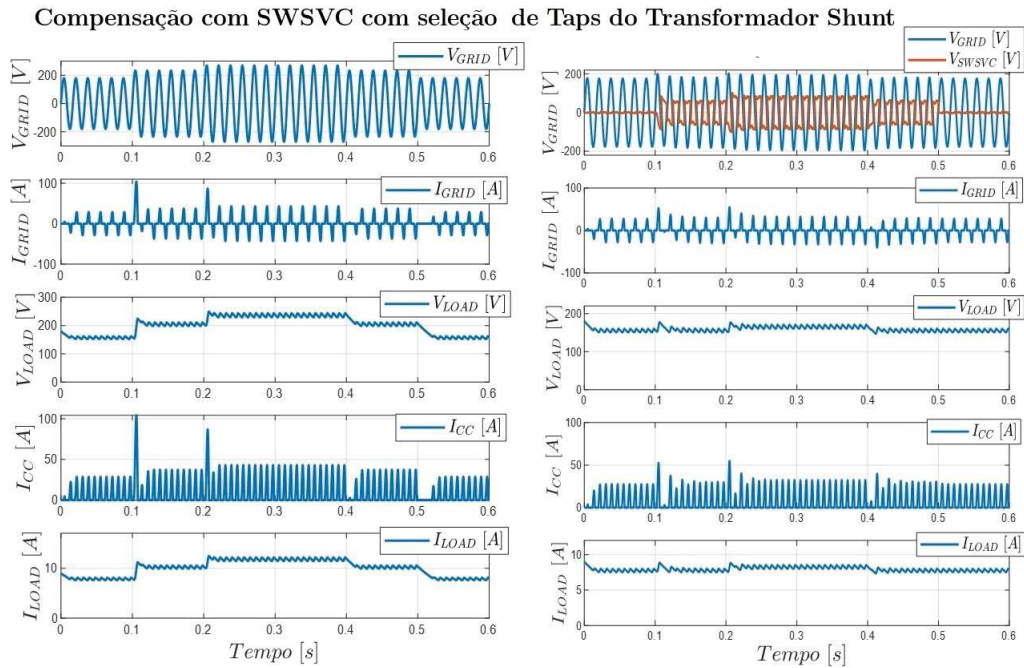 Compensação com SWSVC com seleção de Taps do Transformador Shunt
V_GRID [V]
V_GRID [V]
200
0
-200
0 0.1 0.2 0.3 0.4 0.5 0.6
I_GRID [A]
I_GRID [A]
100
0
-100
0 0.1 0.2 0.3 0.4 0.5 0.6
V_LOAD [V]
V_LOAD [V]
300
200
100
0
0 0.1 0.2 0.3 0.4 0.5 0.6
I_CC [A]
I_CC [A]
100
50
0
0 0.1 0.2 0.3 0.4 0.5 0.6
I_LOAD [A]
I_LOAD [A]
10
0
0 0.1 0.2 0.3 0.4 0.5 0.6
Tempo [s]
V_GRID [V]
V_SWSVC [V]
V_GRID [V]
200
0
-200
0 0.1 0.2 0.3 0.4 0.5 0.6
I_GRID [A]
I_GRID [A]
100
0
-100
0 0.1 0.2 0.3 0.4 0.5 0.6
V_LOAD [V]
V_LOAD [V]
200
100
0
0 0.1 0.2 0.3 0.4 0.5 0.6
I_CC [A]
I_CC [A]
100
50
0
0 0.1 0.2 0.3 0.4 0.5 0.6
I_LOAD [A]
I_LOAD [A]
10
5
0
0 0.1 0.2 0.3 0.4 0.5 0.6
Tempo [s]